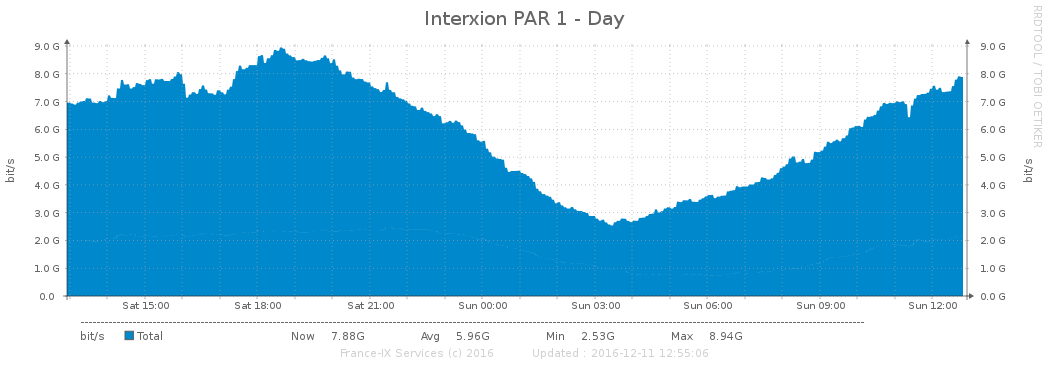 Interxion PAR 1 - Day
RRDTOOL / TOBI OETIKER
bit/s
9.0 G 9.0 G
8.0 G 8.0 G
7.0 G 7.0 G
6.0 G 6.0 G
5.0 G 5.0 G
4.0 G 4.0 G
3.0 G 3.0 G
2.0 G 2.0 G
1.0 G 1.0 G
0.0 0.0 G
bit/s
Sat 15:00 Sat 18:00 Sat 21:00 Sun 00:00 Sun 03:00 Sun 06:00 Sun 09:00 Sun 12:00
bit/s Total Now 7.88G Avg 5.96G Min 2.53G Max 8.94G
France-IX Services (c) 2016 Updated : 2016-12-11 12:55:06